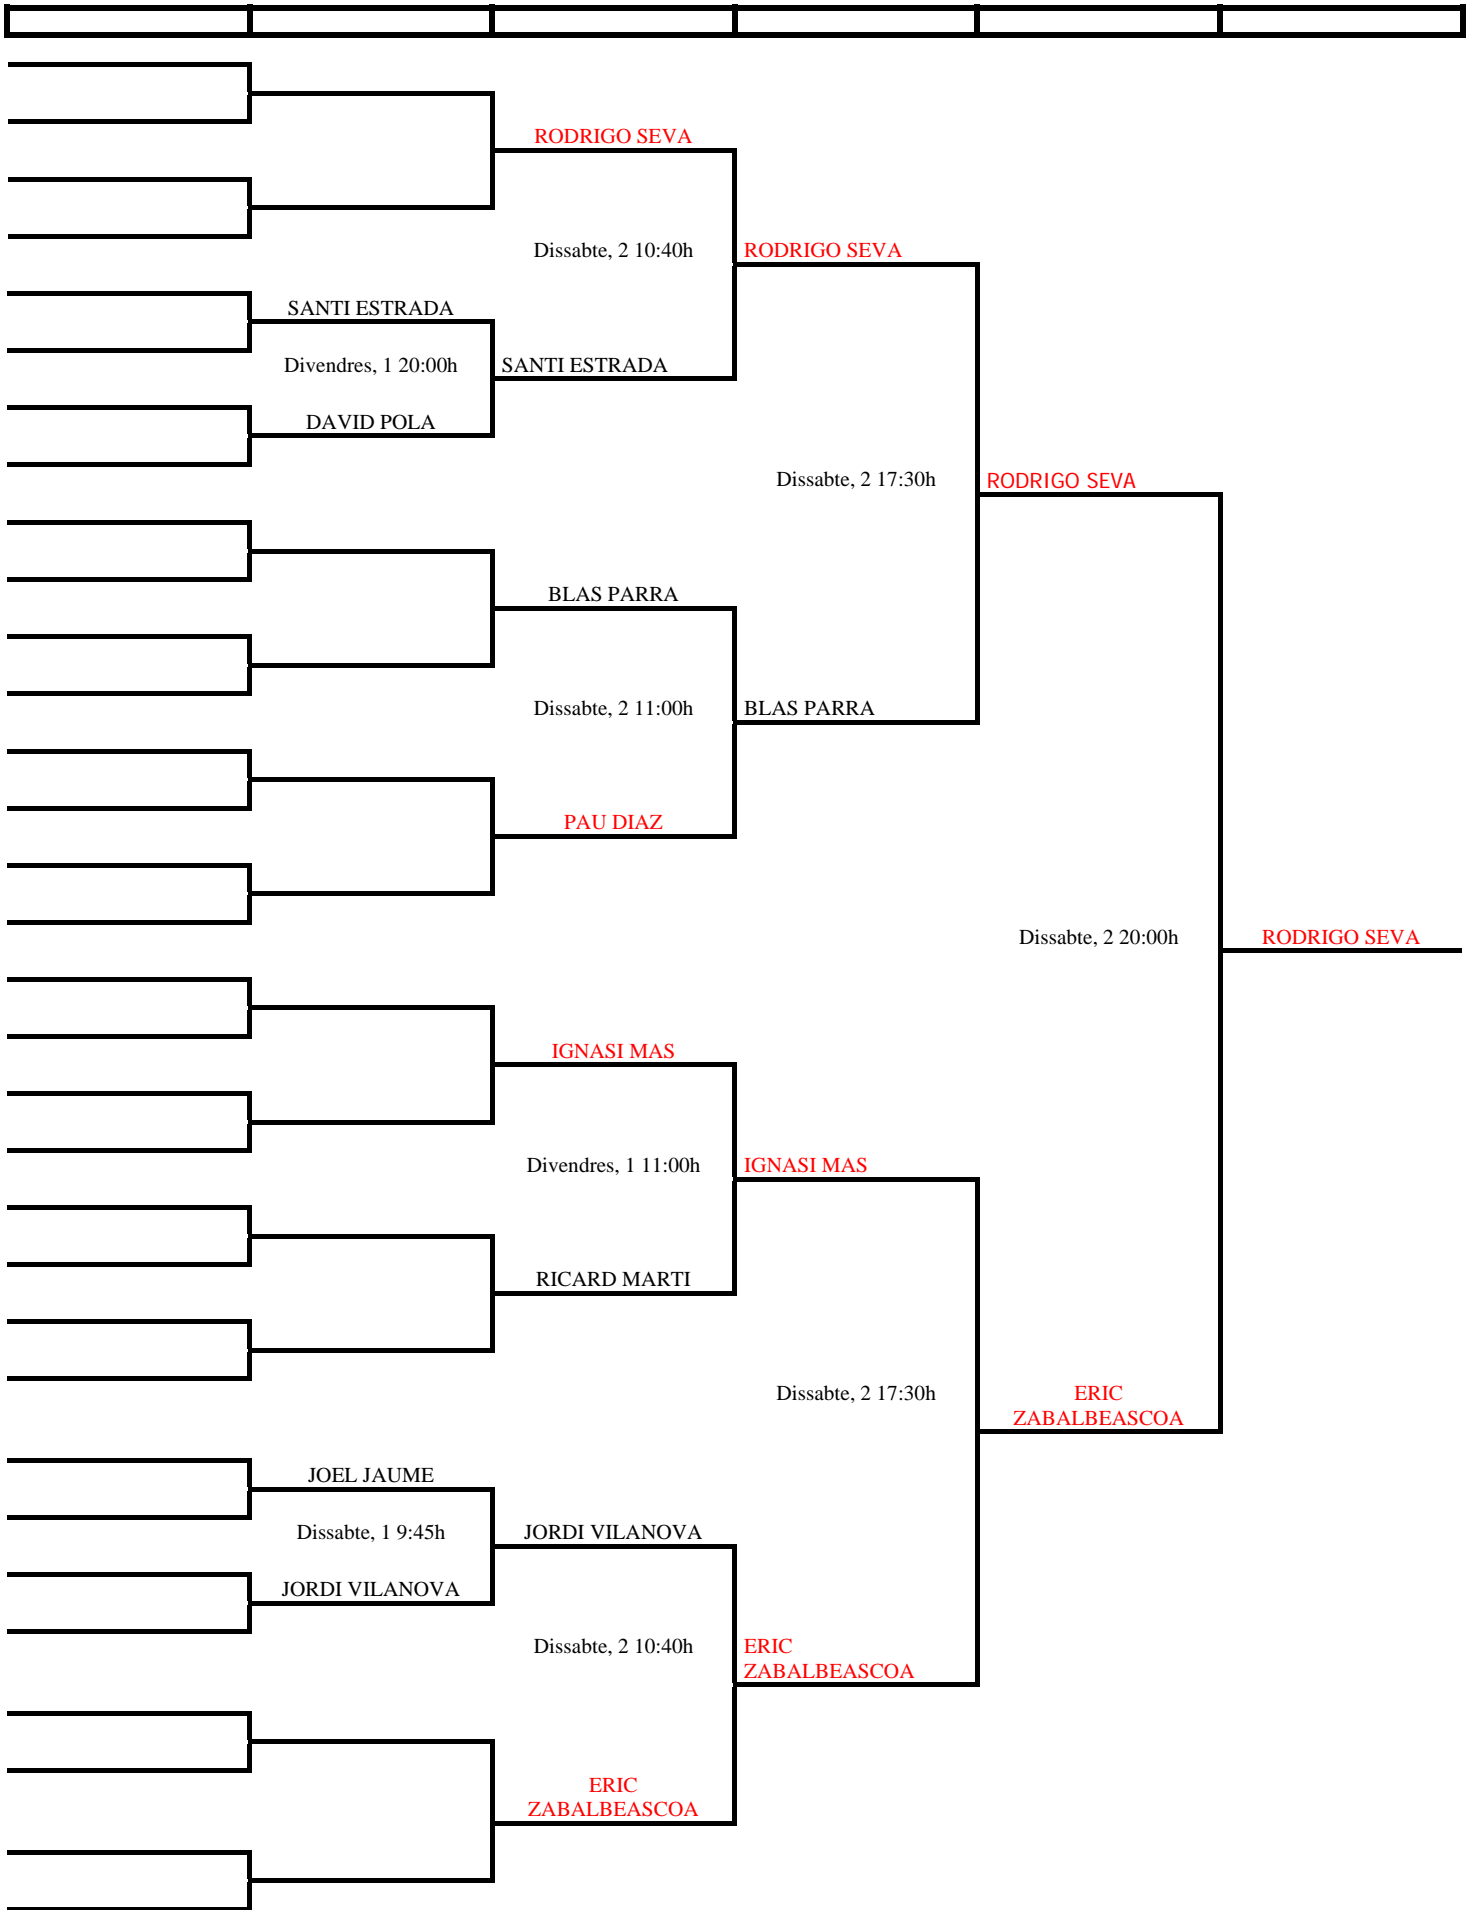 RODRIGO SEVA
Dissabte, 2 10:40h
RODRIGO SEVA
SANTI ESTRADA
Divendres, 1 20:00h
SANTI ESTRADA
DAVID POLA
Dissabte, 2 17:30h
RODRIGO SEVA
BLAS PARRA
Dissabte, 2 11:00h
BLAS PARRA
PAU DIAZ
Dissabte, 2 20:00h
RODRIGO SEVA
IGNASI MAS
Divendres, 1 11:00h
IGNASI MAS
RICARD MARTI
Dissabte, 2 17:30h
ERIC
ZABALBEASCOA
JOEL JAUME
Dissabte, 1 9:45h
JORDI VILANOVA
JORDI VILANOVA
Dissabte, 2 10:40h
ERIC
ZABALBEASCOA
ERIC
ZABALBEASCOA